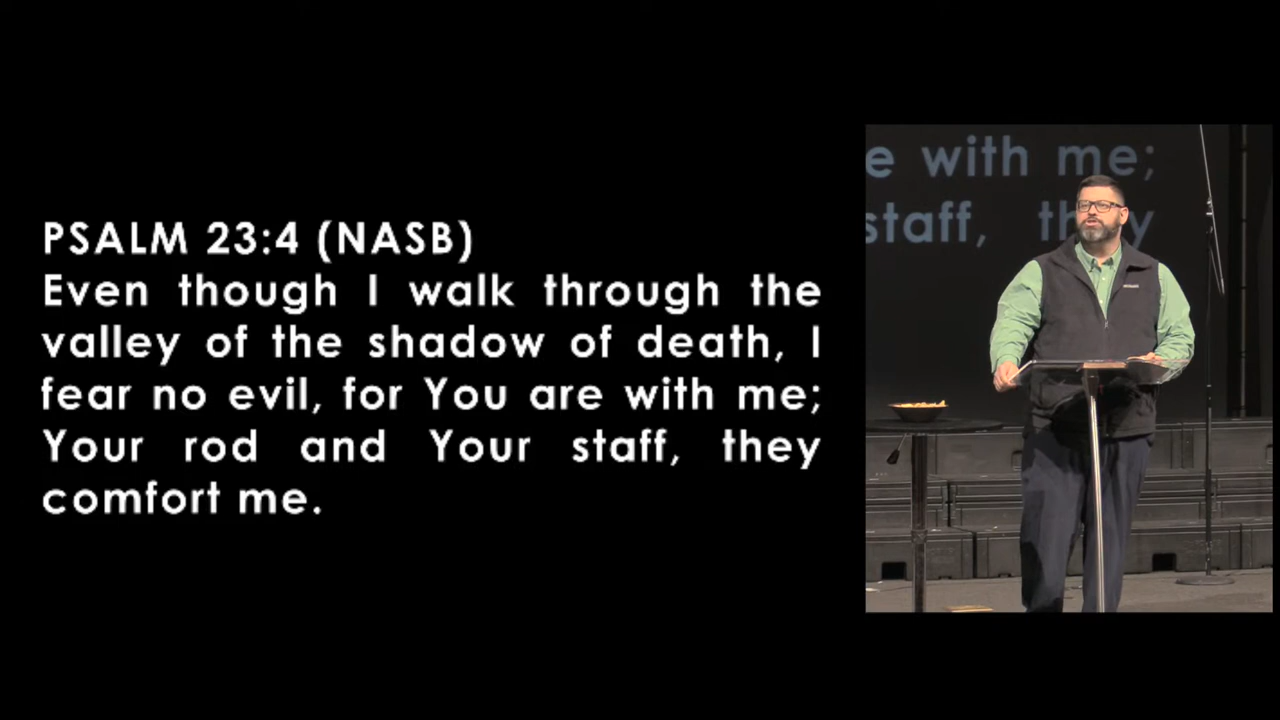 PSALM 23:4 (NASB)
Even though I walk through the
valley of the shadow of death, I
fear no evil, for You are with me;
Your rod and Your staff, they
comfort me.
e with me;
staff, they